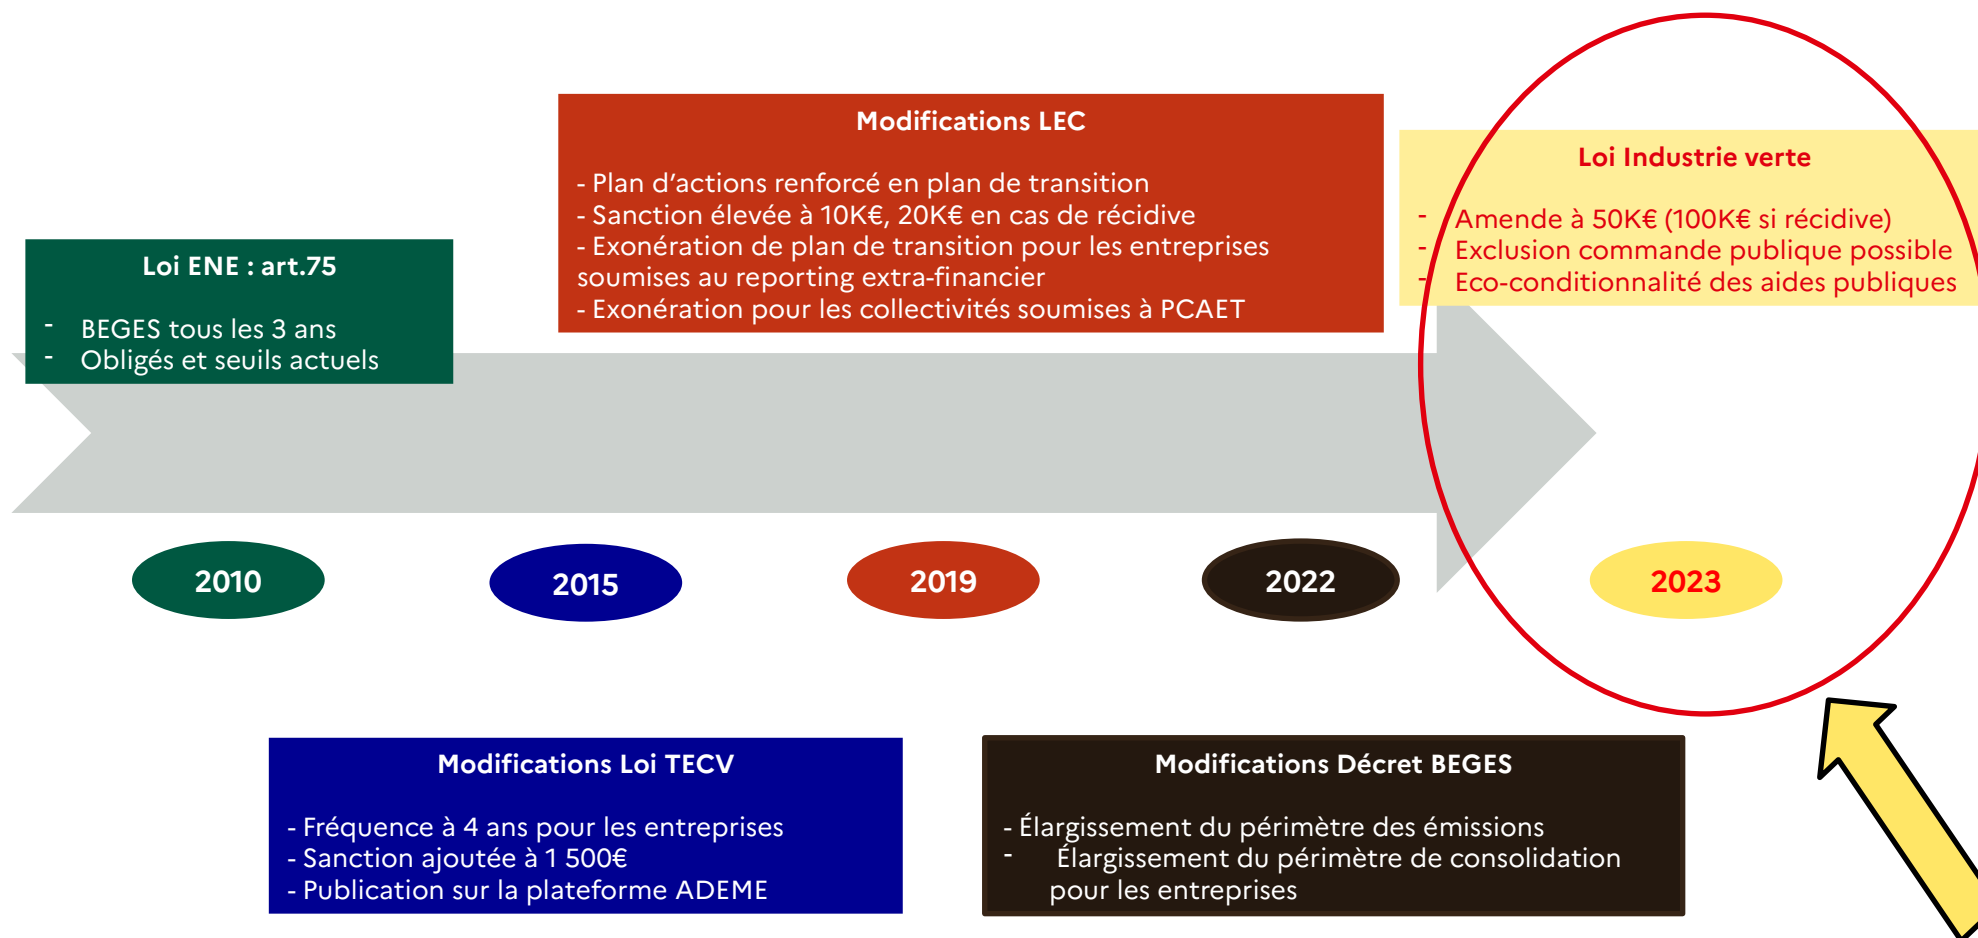 Modifications LEC
- Plan d’actions renforcé en plan de transition
- Sanction élevée à 10K€, 20K€ en cas de récidive
- Exonération de plan de transition pour les entreprises
soumises au reporting extra-financier
- Exonération pour les collectivités soumises à PCAET
Loi Industrie verte
- Amende à 50K€ (100K€ si récidive)
- Exclusion commande publique possible
- Eco-conditionnalité des aides publiques
Loi ENE : art.75
- BEGES tous les 3 ans
- Obligés et seuils actuels
2010
2015
2019
2022
2023
Modifications Loi TECV
- Fréquence à 4 ans pour les entreprises
- Sanction ajoutée à 1 500€
- Publication sur la plateforme ADEME
Modifications Décret BEGES
- Élargissement du périmètre des émissions
- Élargissement du périmètre de consolidation
pour les entreprises